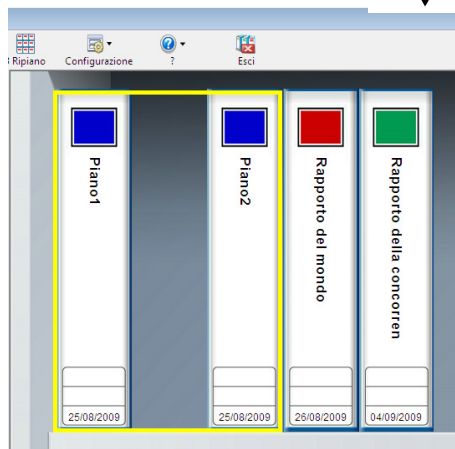 Ripiano
Configurazione
?
Esci
Piano1
Piano2
Rapporto del mondo
Rapporto della concorren
25/08/2009
25/08/2009
26/08/2009
04/09/2009